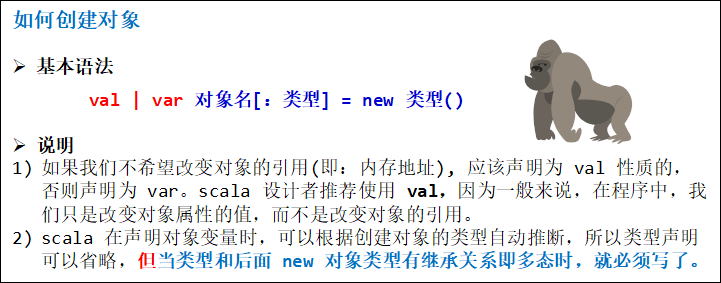 如何创建对象
➢ 基本语法
val | var 对象名[：类型] = new 类型()
➢ 说明
1) 如果我们不希望改变对象的引用(即：内存地址), 应该声明为 val 性质的,
否则声明为 var。scala 设计者推荐使用 val，因为一般来说，在程序中，我
们只是改变对象属性的值，而不是改变对象的引用。
2) scala 在声明对象变量时，可以根据创建对象的类型自动推断，所以类型声明
可以省略，但当类型和后面 new 对象类型有继承关系即多态时，就必须写了。